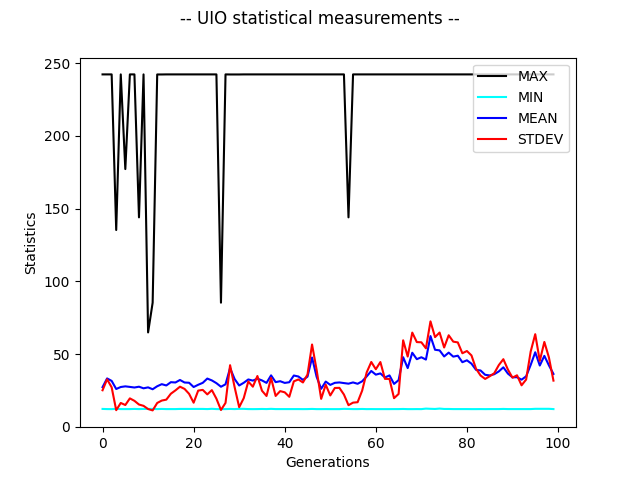 -- UIO statistical measurements --
250
200
150
100
50
0
Statistics
0 20 40 60 80 100
Generations
MAX
MIN
MEAN
STDEV